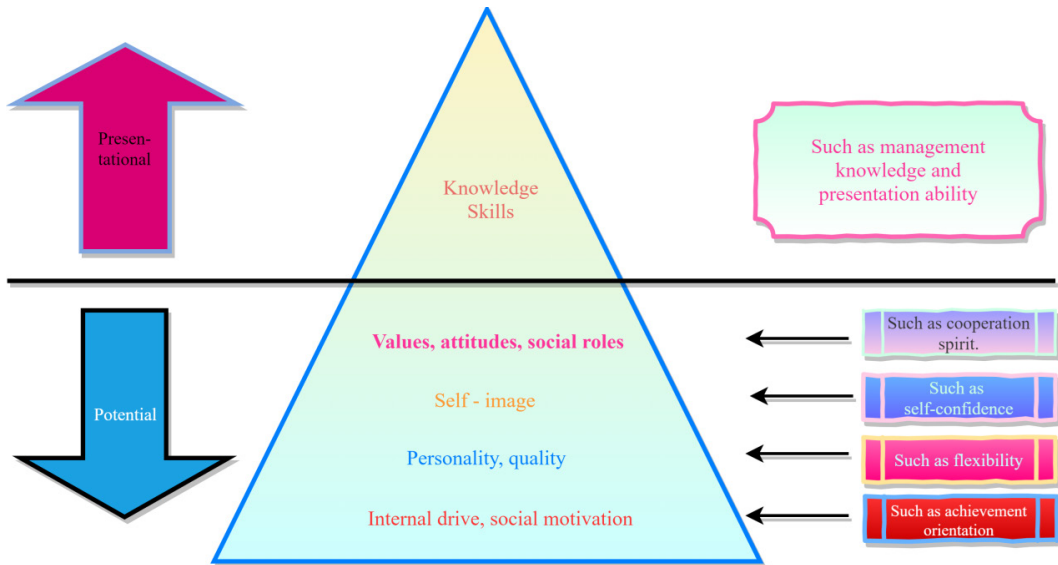 Presen-
tational
Knowledge
Skills
Such as management
knowledge and
presentation ability
Potential
Values, attitudes, social roles
Such as cooperation
spirit.
Self - image
Such as
self-confidence
Personality, quality
Such as flexibility
Internal drive, social motivation
Such as achievement
orientation